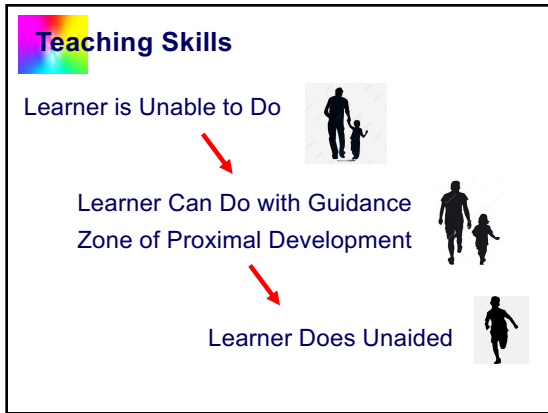 Teaching Skills
Learner is Unable to Do
Learner Can Do with Guidance
Zone of Proximal Development
Learner Does Unaided